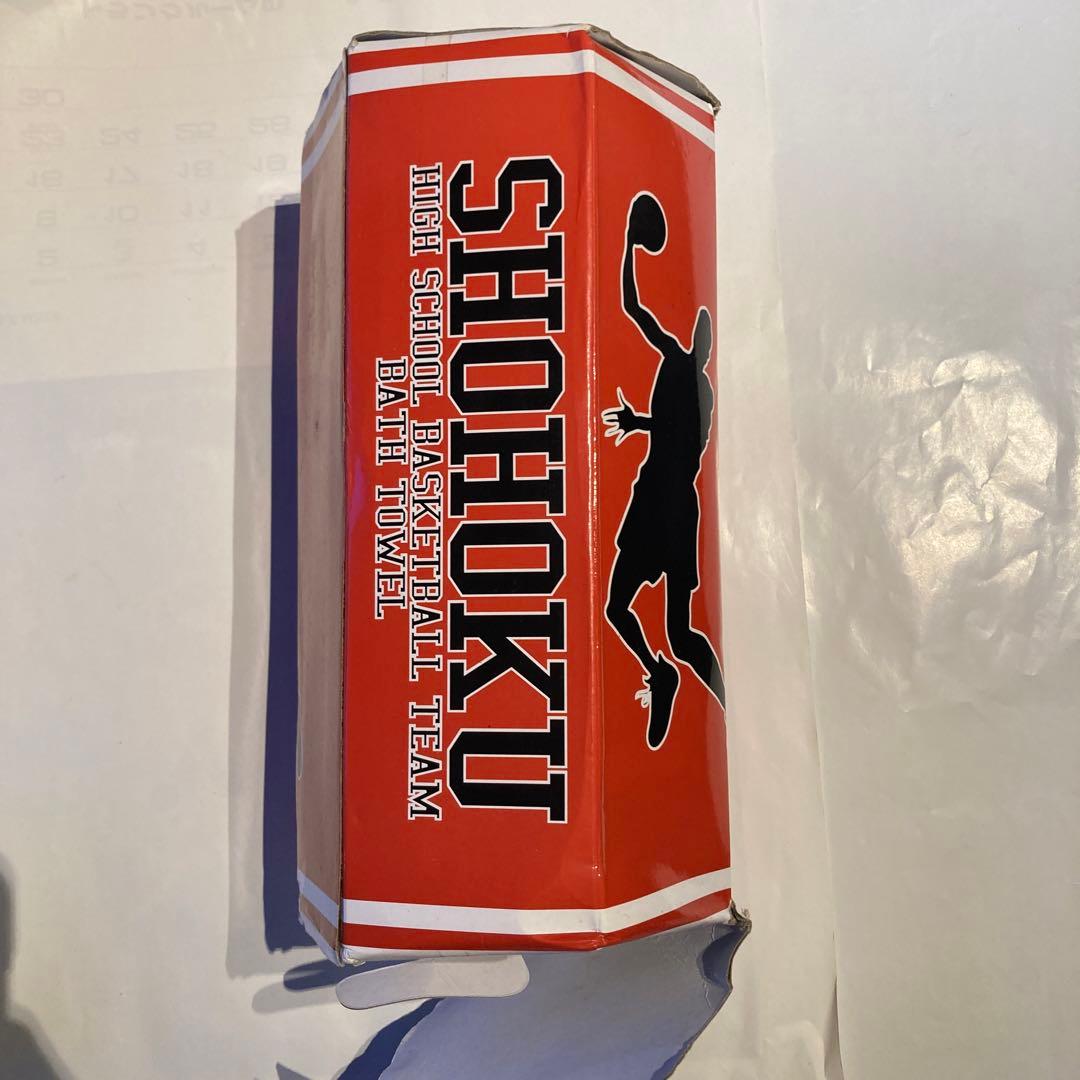 SHOHOKU
HIGH SCHOOL BASKETBALL TEAM
BATH TOWEL